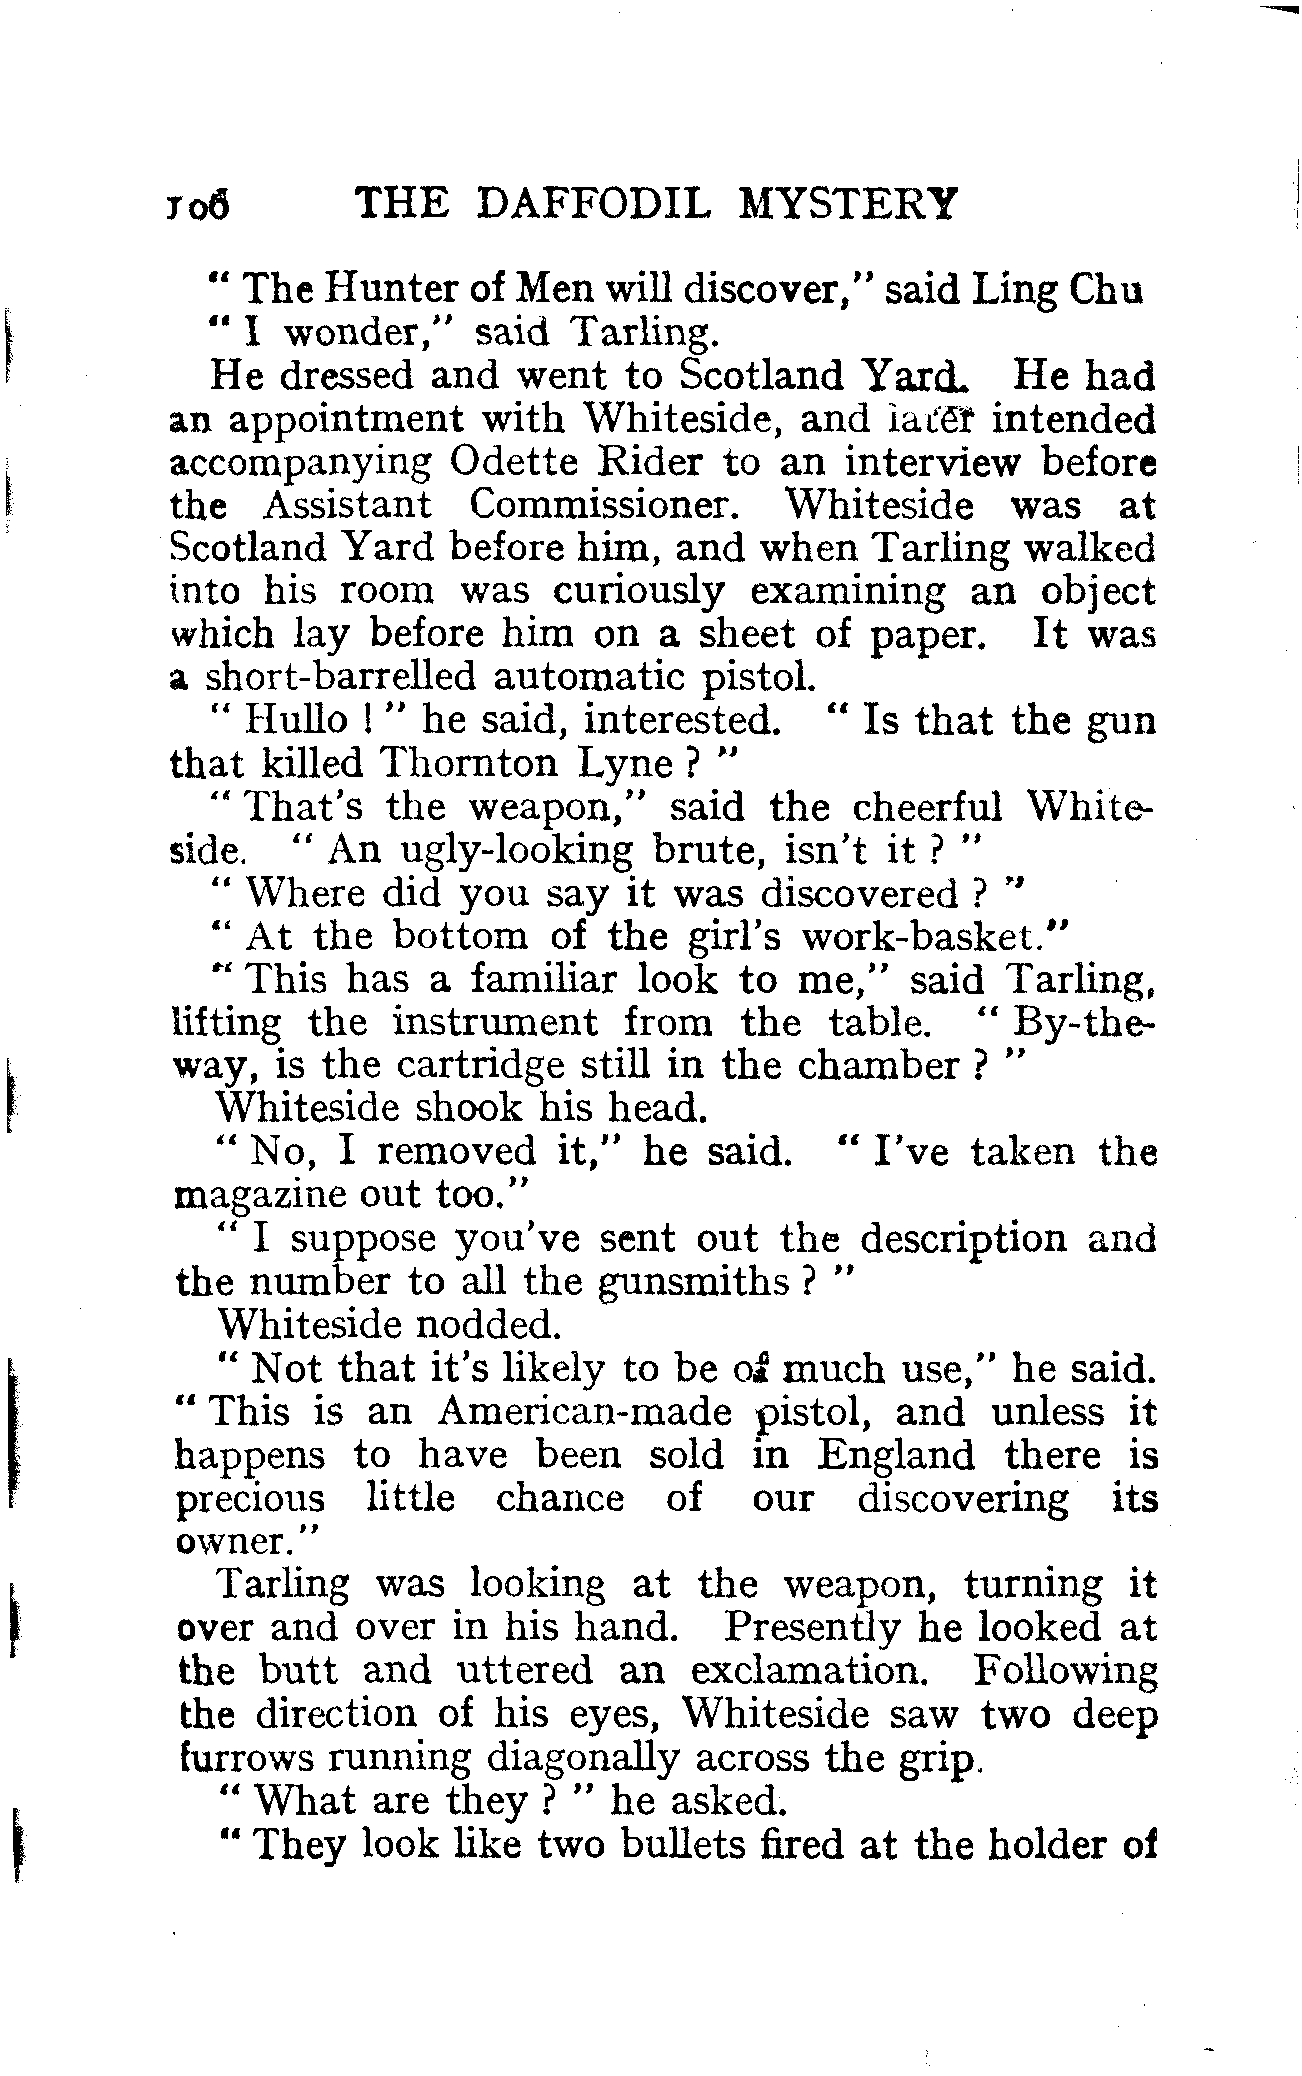 106 THE DAFFODIL MYSTERY
“ The Hunter of Men will discover,” said Ling Chu
“ I wonder,” said Tarling.
He dressed and went to Scotland Yard. He had
an appointment with Whiteside, and later intended
accompanying Odette Rider to an interview before
the Assistant Commissioner. Whiteside was at
Scotland Yard before him, and when Tarling walked
into his room was curiously examining an object
which lay before him on a sheet of paper. It was
a short-barrelled automatic pistol.
“ Hullo ! ” he said, interested. “ Is that the gun
that killed Thornton Lyne ? ”
“ That's the weapon,” said the cheerful White-
side. “ An ugly-looking brute, isn't it ? ”
“ Where did you say it was discovered ? ”
“ At the bottom of the girl's work-basket.”
“ This has a familiar look to me,” said Tarling,
lifting the instrument from the table. “ By-the-
way, is the cartridge still in the chamber ? ”
Whiteside shook his head.
“ No, I removed it,” he said. “ I've taken the
magazine out too.”
“ I suppose you've sent out the description and
the number to all the gunsmiths ? ”
Whiteside nodded.
“ Not that it's likely to be of much use,” he said.
“ This is an American-made pistol, and unless it
happens to have been sold in England there is
precious little chance of our discovering its
owner.”
Tarling was looking at the weapon, turning it
over and over in his hand. Presently he looked at
the butt and uttered an exclamation. Following
the direction of his eyes, Whiteside saw two deep
furrows running diagonally across the grip.
“ What are they ? ” he asked.
“ They look like two bullets fired at the holder of